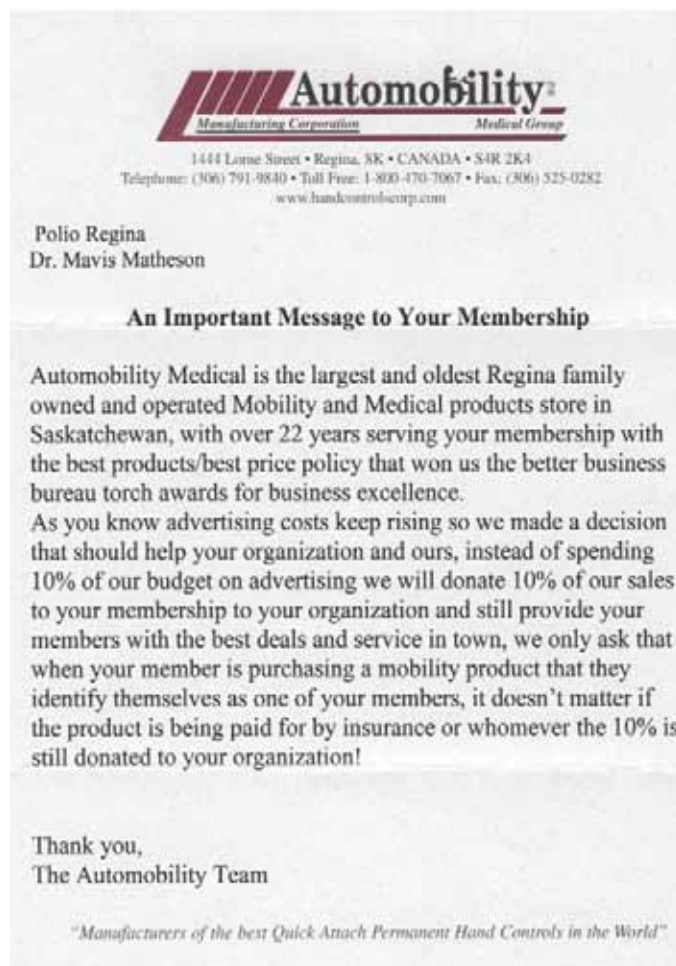 Automobility
Manufacturing Corporation Medical Group
1444 Lorne Street • Regina, SK • CANADA • S4R 2K4
Telephone: (306) 791-9840 • Toll Free: 1-800-470-7067 • Fax: (306) 525-0282
www.handcontrolscorp.com
Polio Regina
Dr. Mavis Matheson
An Important Message to Your Membership
Automobility Medical is the largest and oldest Regina family
owned and operated Mobility and Medical products store in
Saskatchewan, with over 22 years serving your membership with
the best products/best price policy that won us the better business
bureau torch awards for business excellence.
As you know advertising costs keep rising so we made a decision
that should help your organization and ours, instead of spending
10% of our budget on advertising we will donate 10% of our sales
to your membership to your organization and still provide your
members with the best deals and service in town, we only ask that
when your member is purchasing a mobility product that they
identify themselves as one of your members, it doesn't matter if
the product is being paid for by insurance or whomever the 10% is
still donated to your organization!
Thank you,
The Automobility Team
"Manufacturers of the best Quick Attach Permanent Hand Controls in the World"